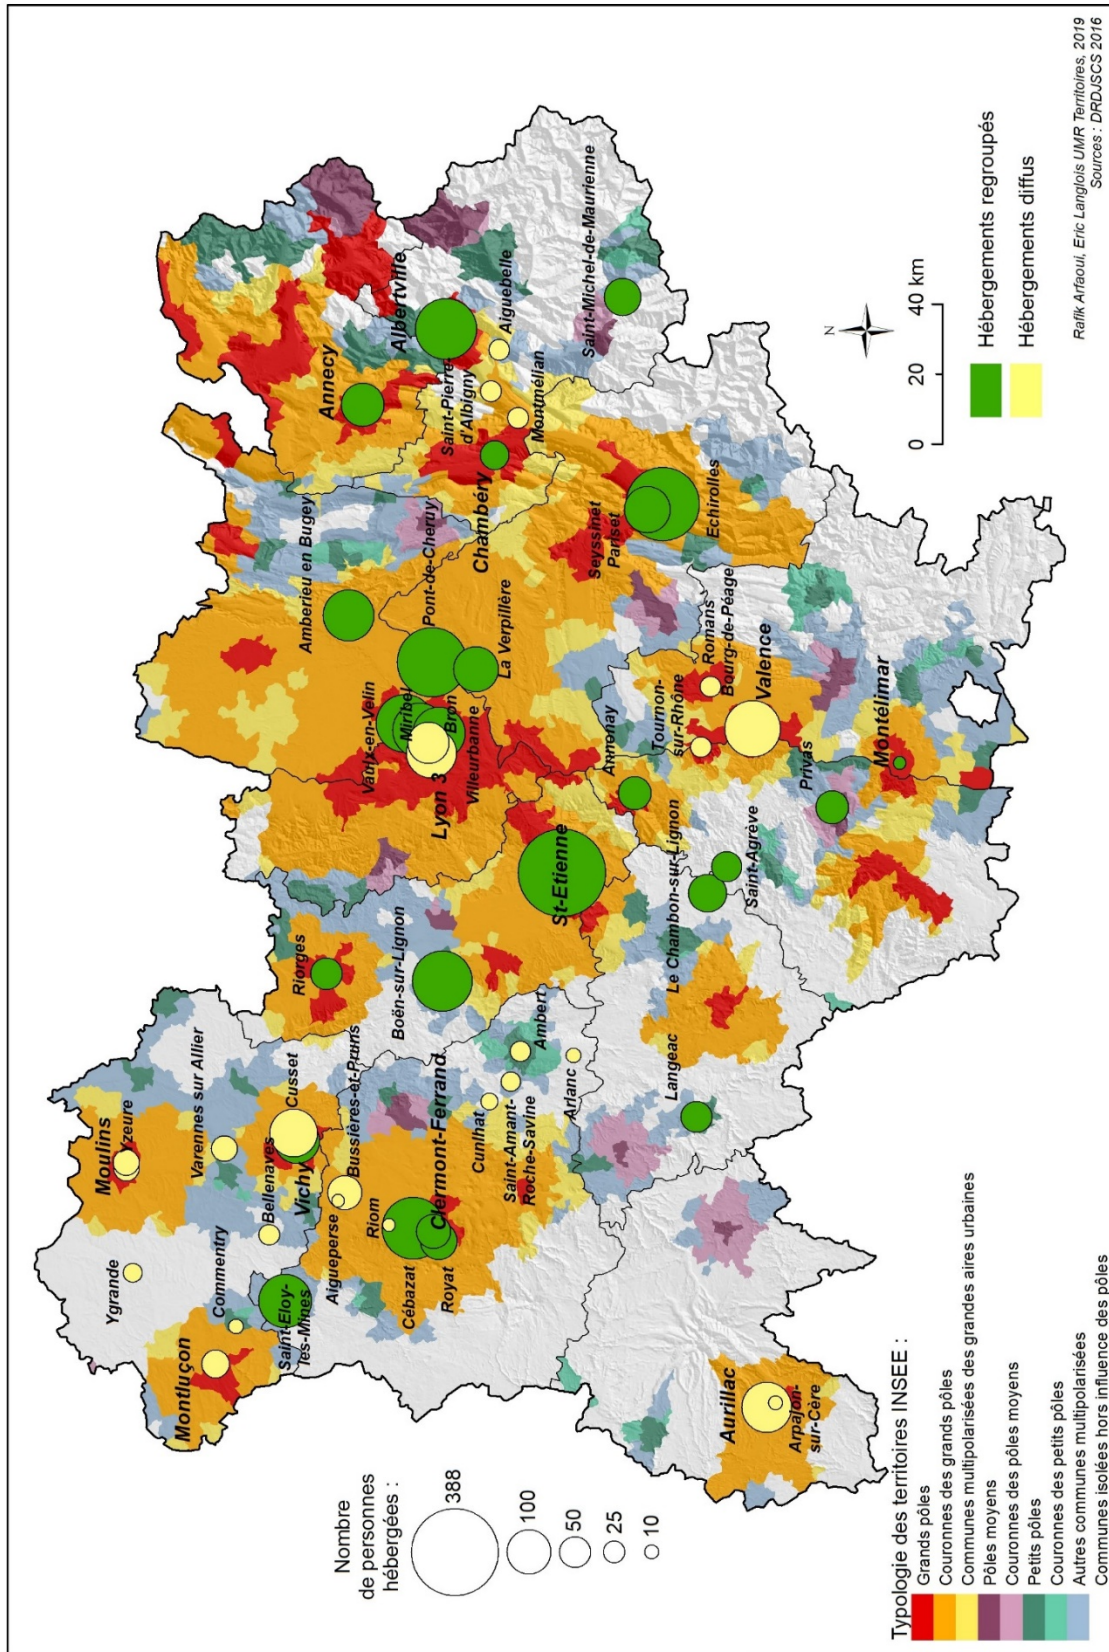 Moulins
Yzeure
Ygrande
Varennes sur Allier
Commentry
Montluçon
Bellenaves
Cusset
Vichy
Saint-Eloy-
les-Mines
Bussières-et-Pruns
Aigueperse
Riom
Clermont-Ferrand
Cébazat
Royat
Cunlhat
Saint-Amant-
Roche-Savine
Ambert
Arlanc
Riorges
Boën-sur-Lignon
St-Etienne
Amberieu en Bugey
Pont-de-Cheruy
La Verpillère
Vaulx-en-Velin
Miribel
Bron
Lyon 3
Villeurbanne
Annecy
Albertville
Aiguebelle
Saint-Pierre-
d'Albigny
Montmélian
Chambéry
Saint-Michel-de-Maurienne
Seyssinet
Pariset
Echirolles
Annonay
Tournon-
sur-Rhône
Romans
Bourg-de-Péage
Valence
Le Chambon-sur-Lignon
Saint-Agrève
Privas
Montélimar
Langeac
Aurillac
Arpajon-
sur-Cère
Nombre
de personnes
hébergées :
388
100
50
25
10
Typologie des territoires INSEE :
Grands pôles
Couronnes des grands pôles
Communes multipolarisées des grandes aires urbaines
Pôles moyens
Couronnes des pôles moyens
Petits pôles
Couronnes des petits pôles
Autres communes multipolarisées
Communes isolées hors influence des pôles
N
0 20 40 km
Hébergements regroupés
Hébergements diffus
Rafik Arfaoui, Eric Langlois UMR Territoires, 2019
Sources : DRDJSCS 2016